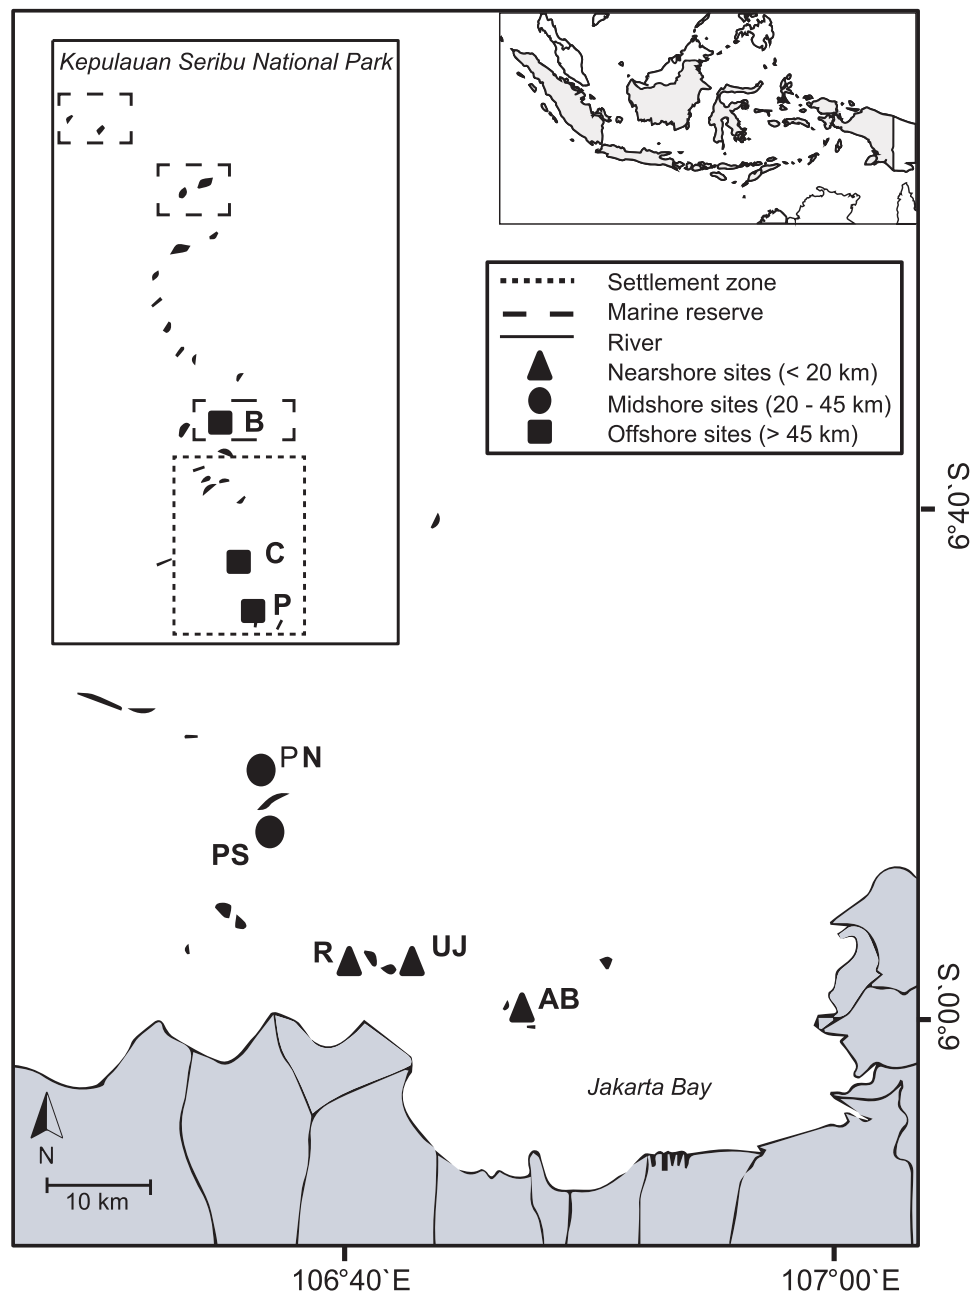 Kepulauan Seribu National Park
Settlement zone
Marine reserve
River
Nearshore sites (< 20 km)
Midshore sites (20 - 45 km)
Offshore sites (> 45 km)
B
C
P
6°40`S
PN
PS
R
UJ
AB
6°00`S
Jakarta Bay
N
10 km
106°40`E
107°00`E